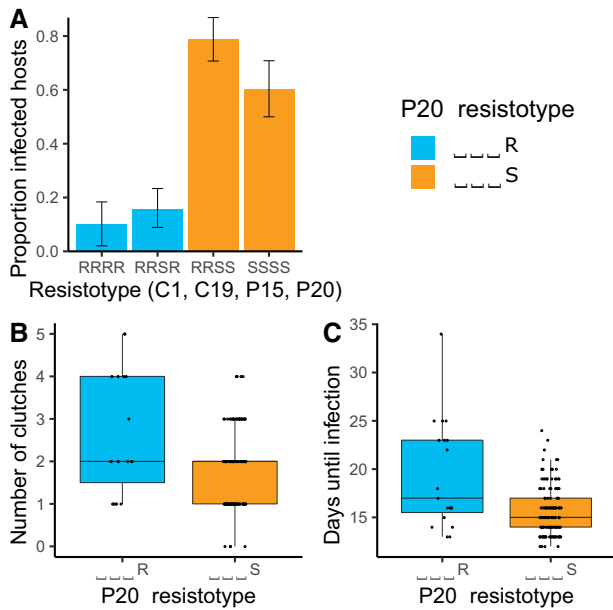 A
Proportion infected hosts
0.8
0.6
0.4
0.2
0.0
RRRR RRSR RRSS SSSS
Resistotype (C1, C19, P15, P20)
P20 resistotype
␣␣␣R
␣␣␣S
B
Number of clutches
5
4
3
2
1
0
␣␣␣R ␣␣␣S
P20 resistotype
C
Days until infection
35
30
25
20
15
␣␣␣R ␣␣␣S
P20 resistotype